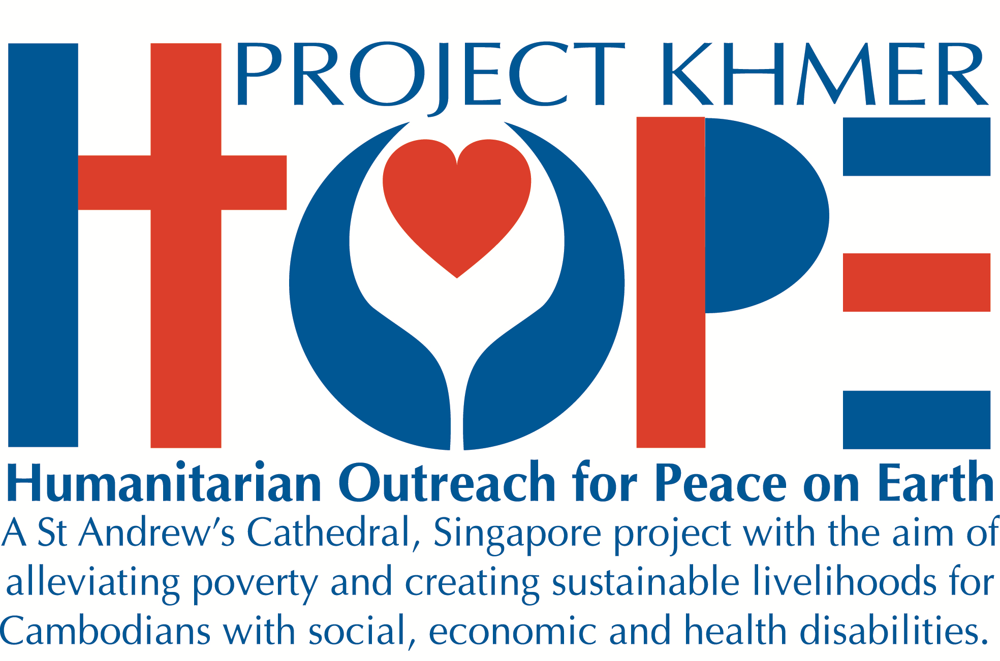 PROJECT KHMER
HOPE
Humanitarian Outreach for Peace on Earth
A St Andrew’s Cathedral, Singapore project with the aim of
alleviating poverty and creating sustainable livelihoods for
Cambodians with social, economic and health disabilities.